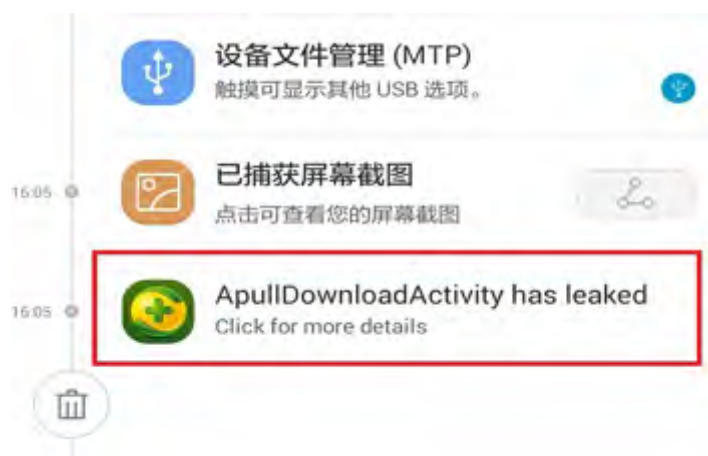 设备文件管理 (MTP)
触摸可显示其他 USB 选项。
16:05
已捕获屏幕截图
点击可查看您的屏幕截图
16:05
ApullDownloadActivity has leaked
Click for more details